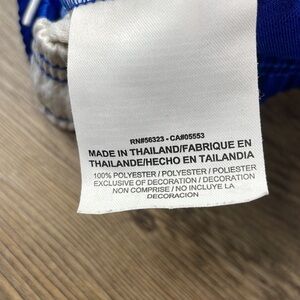 RN#56323 - CA#05553
MADE IN THAILAND/FABRIQUE EN
THAILANDE/HECHO EN TAILANDIA
100% POLYESTER / POLYESTER / POLIESTER
EXCLUSIVE OF DECORATION / DECORATION
NON COMPRISE / NO INCLUYE LA
DECORACION